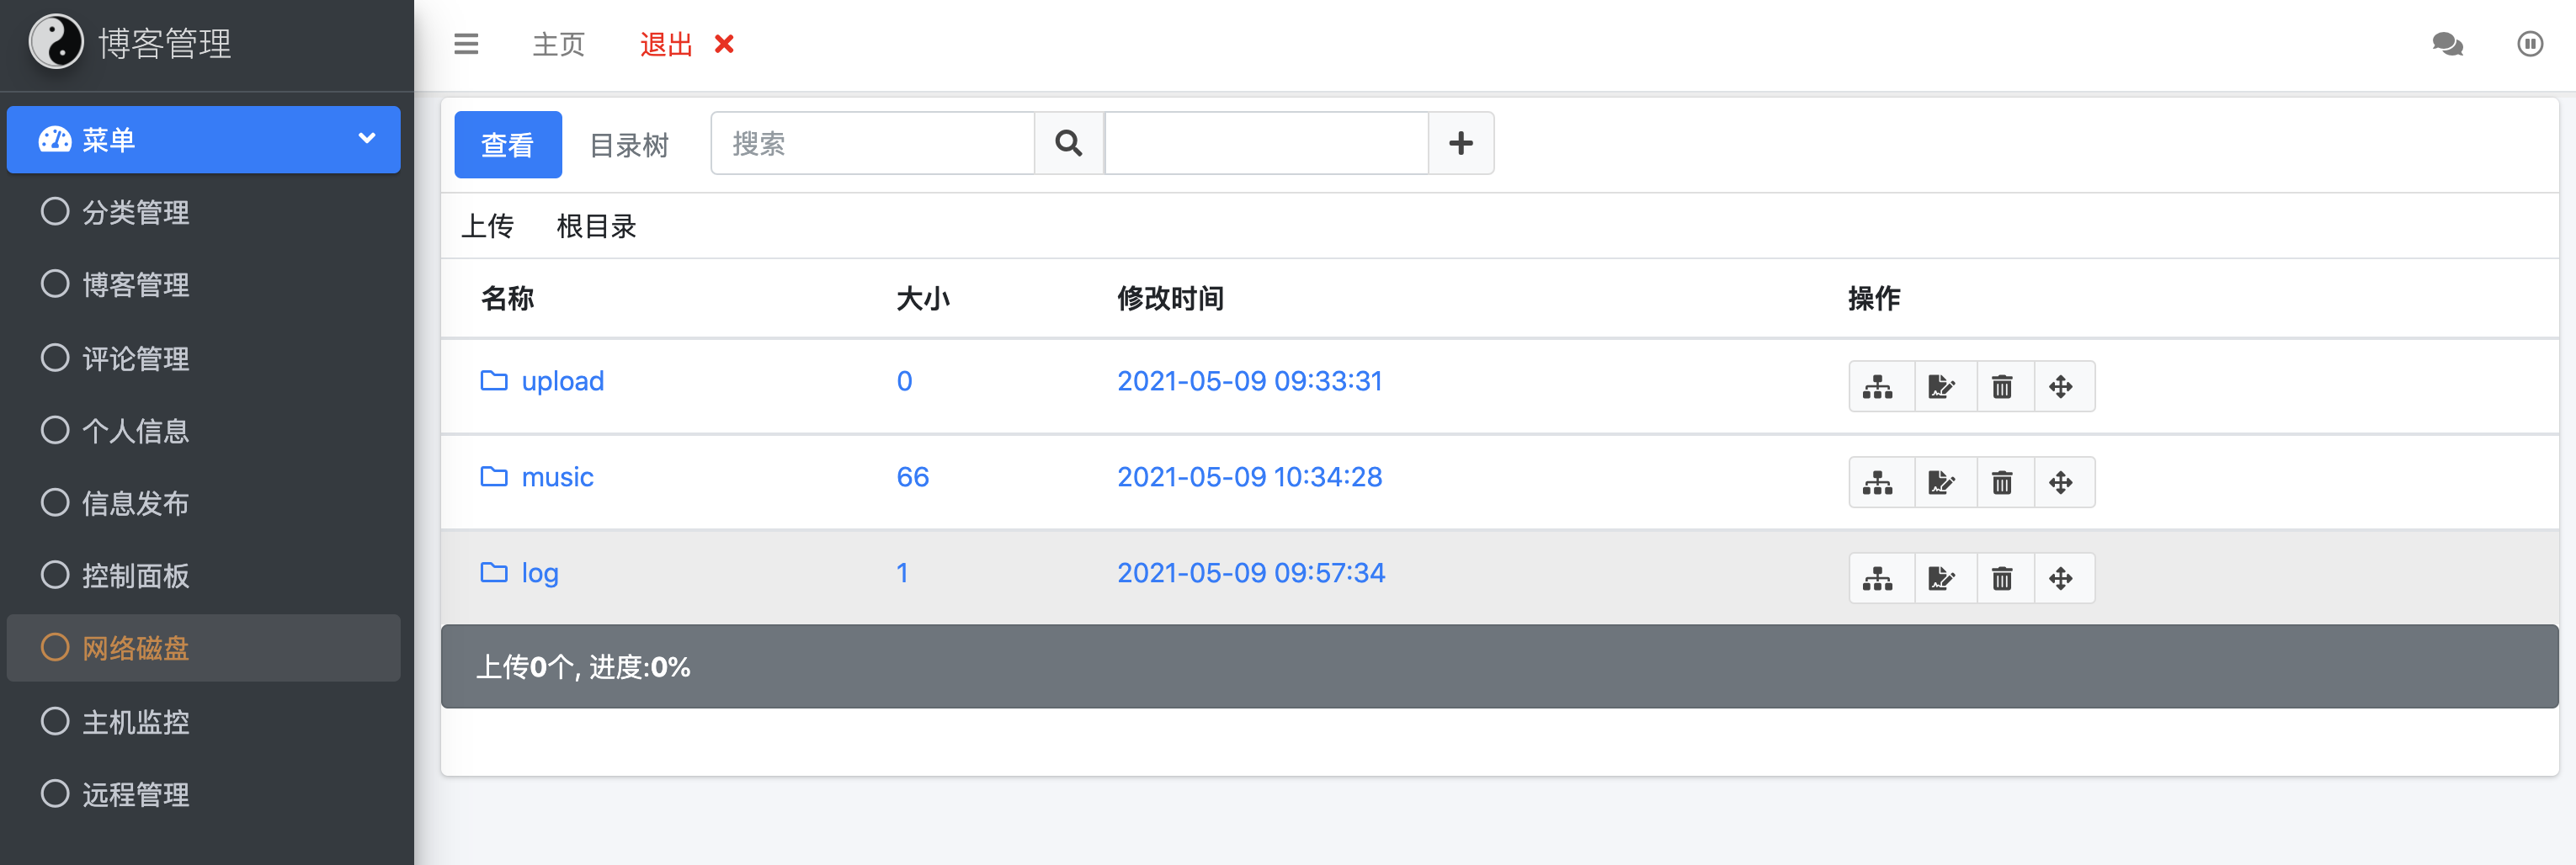 博客管理
主页 退出
菜单
分类管理
博客管理
评论管理
个人信息
信息发布
控制面板
网络磁盘
主机监控
远程管理
查看 目录树 搜索
上传 根目录
名称 大小 修改时间 操作
upload 0 2021-05-09 09:33:31
music 66 2021-05-09 10:34:28
log 1 2021-05-09 09:57:34
上传0个, 进度:0%